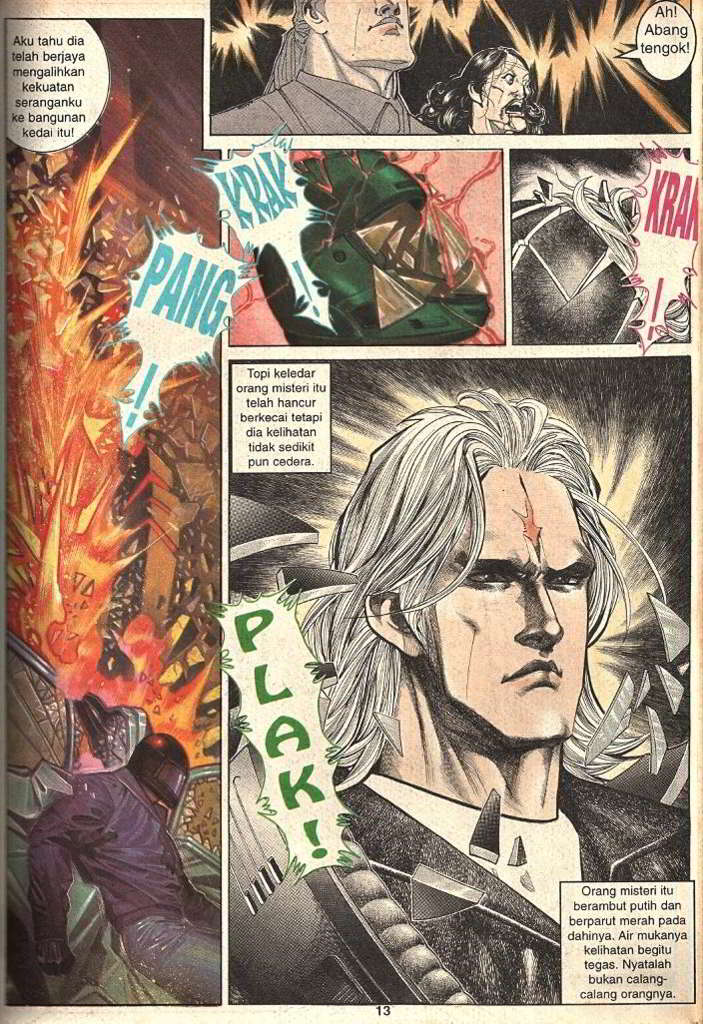 Aku tahu dia
telah berjaya
mengalihkan
kekuatan
seranganku
ke bangunan
kedai itu!
Ah!
Abang
tengok!
PANG
!
KRAK
!
KRAK
!
Topi keledar
orang misteri itu
telah hancur
berkecai tetapi
dia kelihatan
tidak sedikit
pun cedera.
PLAK!
Orang misteri itu
berambut putih dan
berparut merah pada
dahinya. Air mukanya
kelihatan begitu
tegas. Nyatalah
bukan calang-
calang orangnya.
13